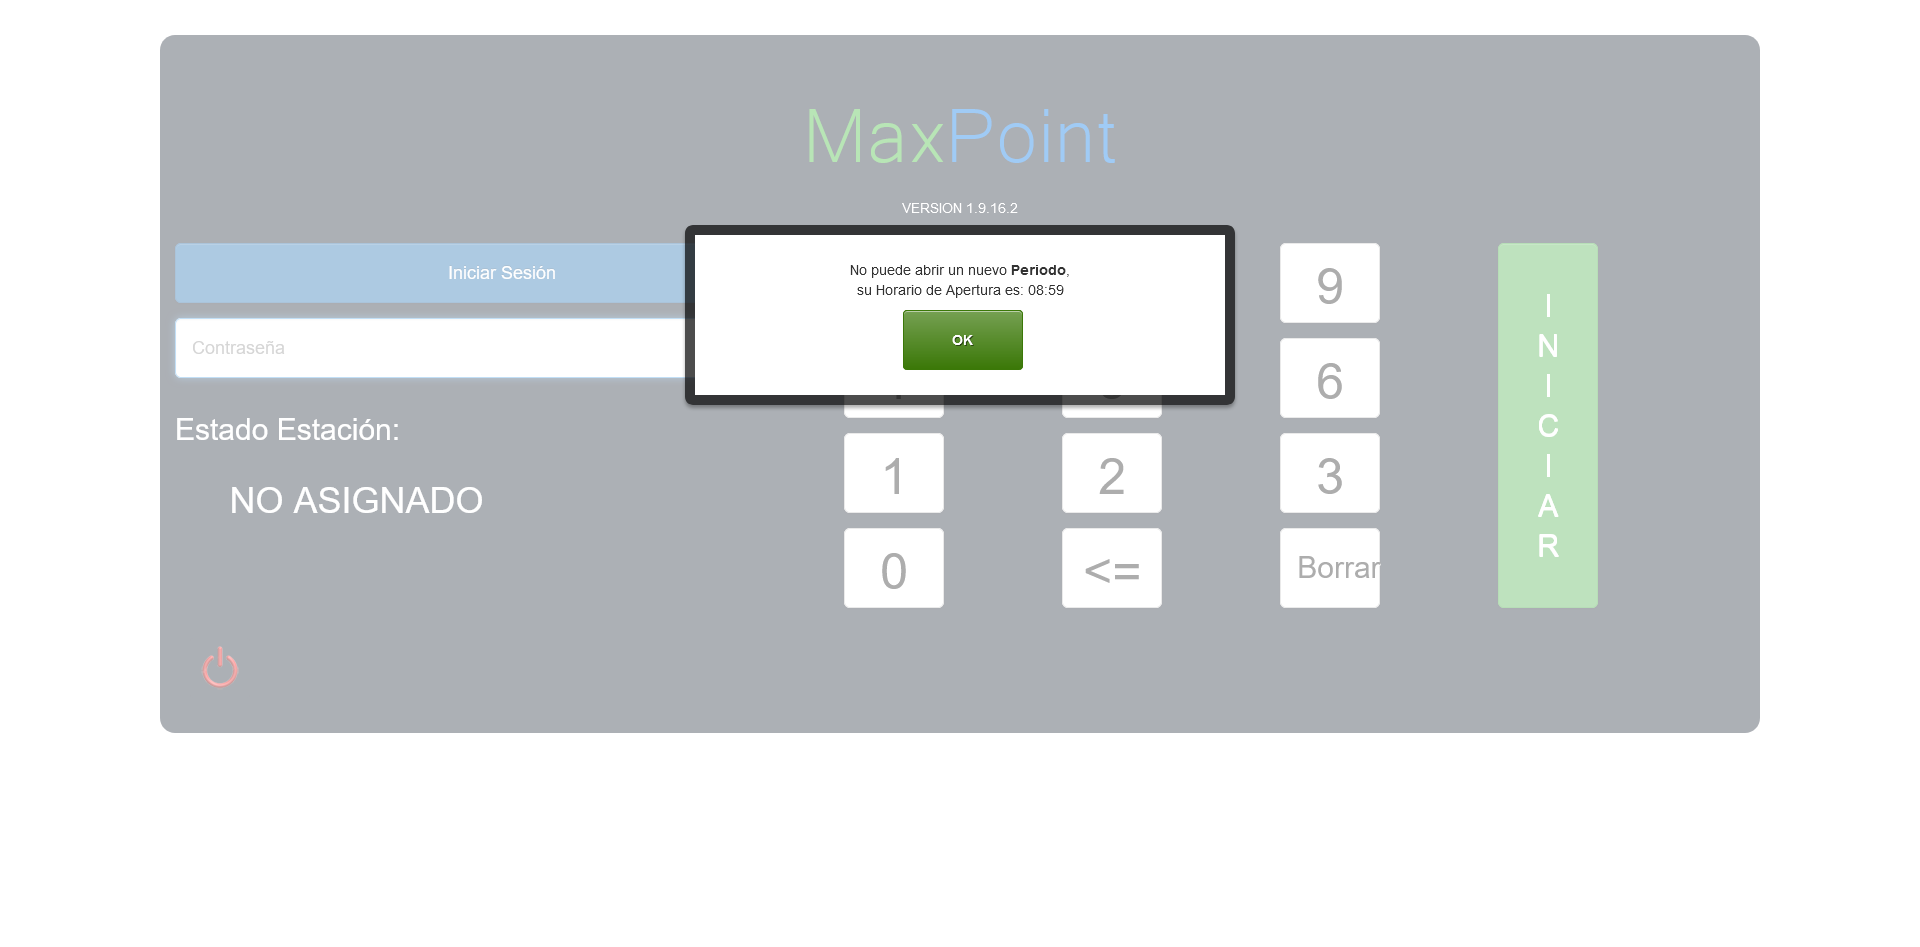 MaxPoint
VERSION 1.9.16.2
Iniciar Sesión
No puede abrir un nuevo Periodo,
su Horario de Apertura es: 08:59
OK
Contraseña
Estado Estación:
NO ASIGNADO
9
6
1
2
3
0
<=
Borrar
I
N
I
C
I
A
R